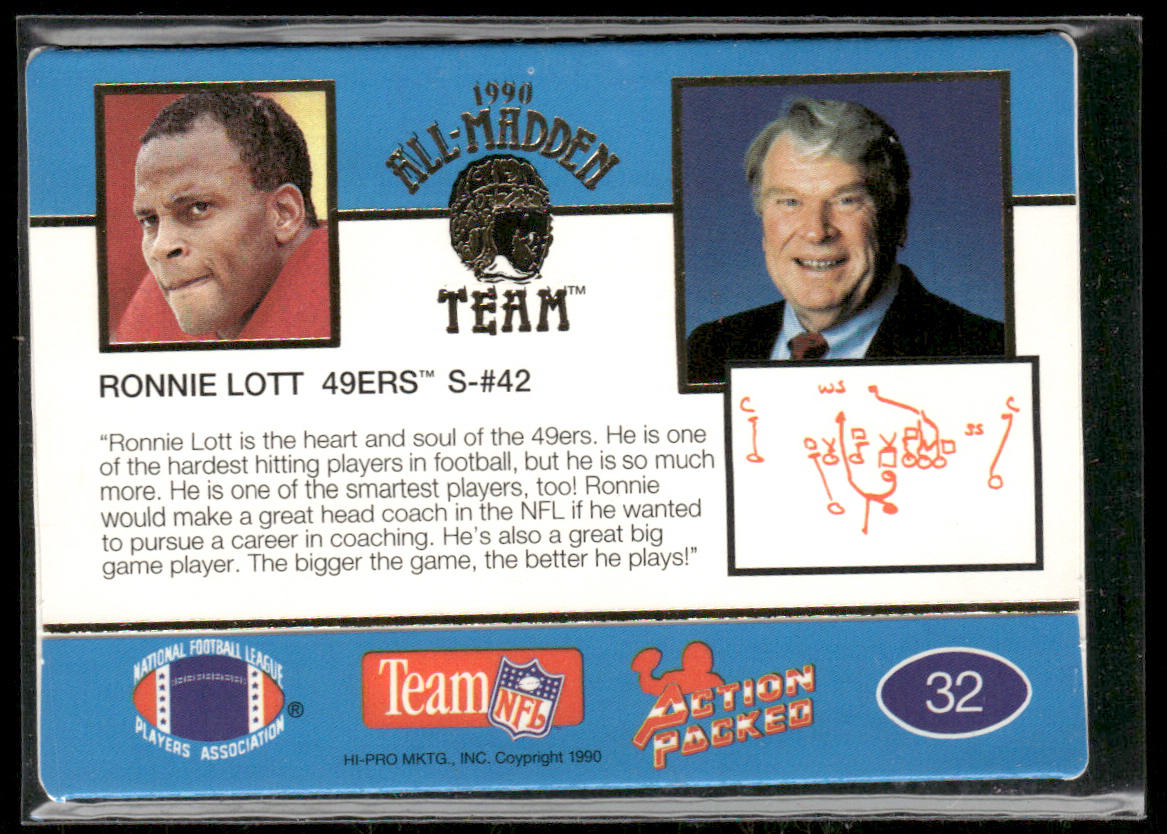 1990
ALL-MADDEN
TEAM™
RONNIE LOTT 49ERS™ S-#42
“Ronnie Lott is the heart and soul of the 49ers. He is one
of the hardest hitting players in football, but he is so much
more. He is one of the smartest players, too! Ronnie
would make a great head coach in the NFL if he wanted
to pursue a career in coaching. He's also a great big
game player. The bigger the game, the better he plays!”
C
WS
SS
C
NATIONAL FOOTBALL LEAGUE
PLAYERS ASSOCIATION ®
Team NFL
ACTION
PACKED
32
HI-PRO MKTG., INC. Coypright 1990